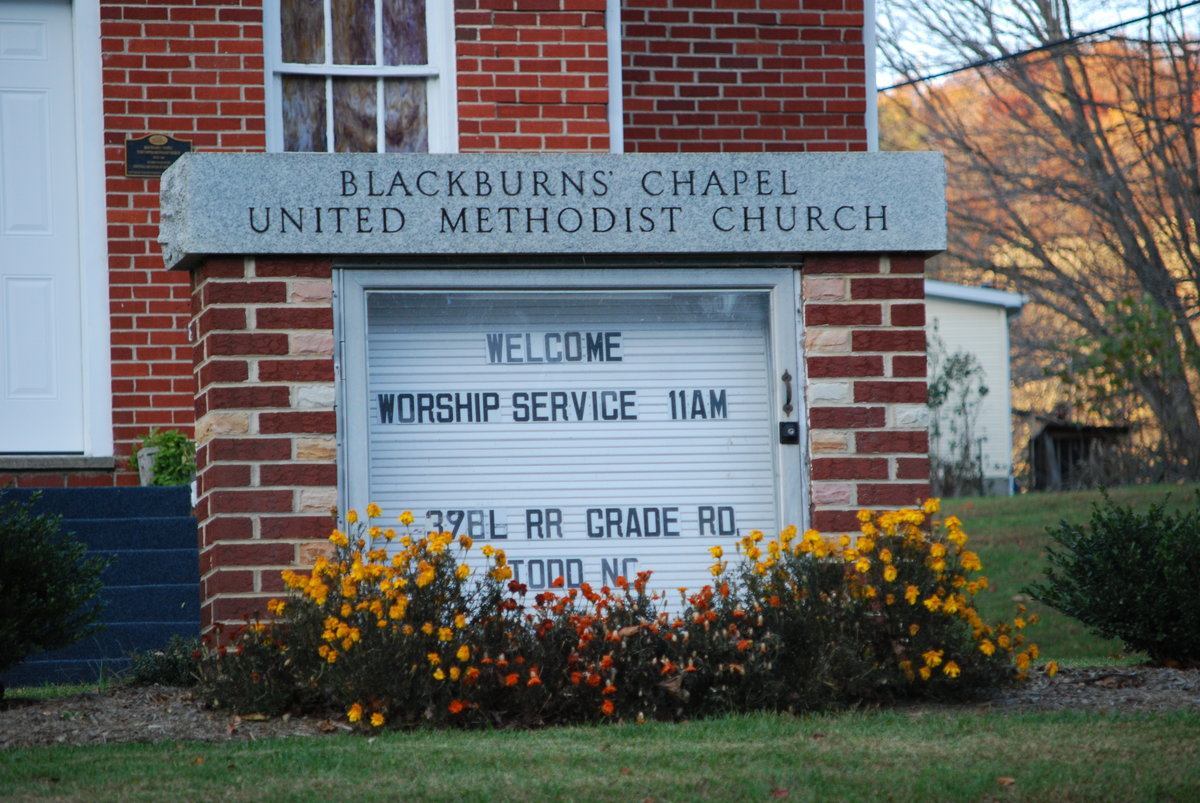 BLACKBURNS' CHAPEL
UNITED METHODIST CHURCH
WELCOME
WORSHIP SERVICE 11AM
RR GRADE RD.
TODD NC